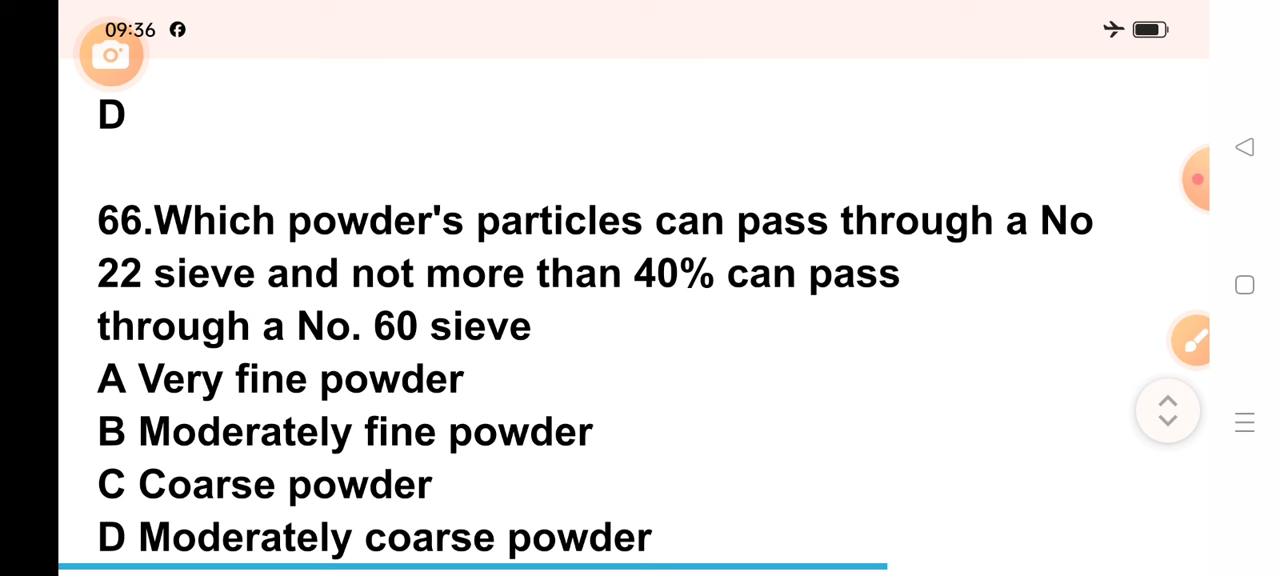 09:36
D
66.Which powder's particles can pass through a No
22 sieve and not more than 40% can pass
through a No. 60 sieve
A Very fine powder
B Moderately fine powder
C Coarse powder
D Moderately coarse powder